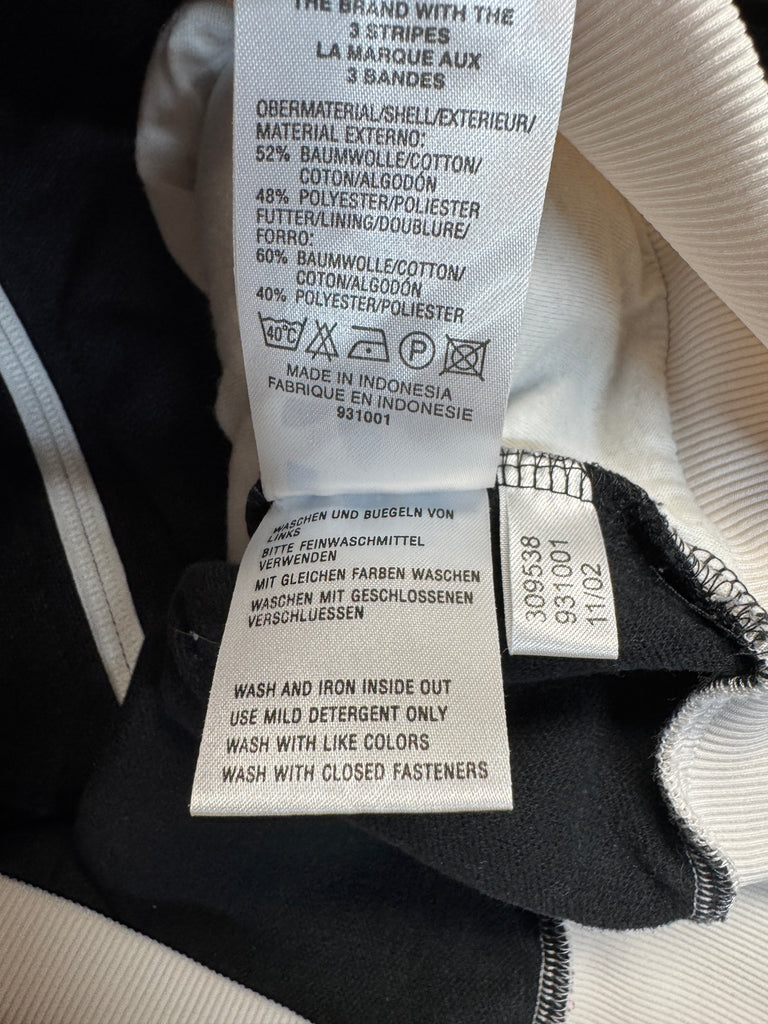 THE BRAND WITH THE
3 STRIPES
LA MARQUE AUX
3 BANDES
OBERMATERIAL/SHELL/EXTERIEUR/
MATERIAL EXTERNO:
52% BAUMWOLLE/COTTON/
COTON/ALGODÓN
48% POLYESTER/POLIESTER
FUTTER/LINING/DOUBLURE/
FORRO:
60% BAUMWOLLE/COTTON/
COTON/ALGODÓN
40% POLYESTER/POLIESTER
40°C P
MADE IN INDONESIA
FABRIQUE EN INDONESIE
931001
WASCHEN UND BUEGELN VON
LINKS
BITTE FEINWASCHMITTEL
VERWENDEN
MIT GLEICHEN FARBEN WASCHEN
WASCHEN MIT GESCHLOSSENEN
VERSCHLUESSEN
WASH AND IRON INSIDE OUT
USE MILD DETERGENT ONLY
WASH WITH LIKE COLORS
WASH WITH CLOSED FASTENERS
309538
931001
11/02